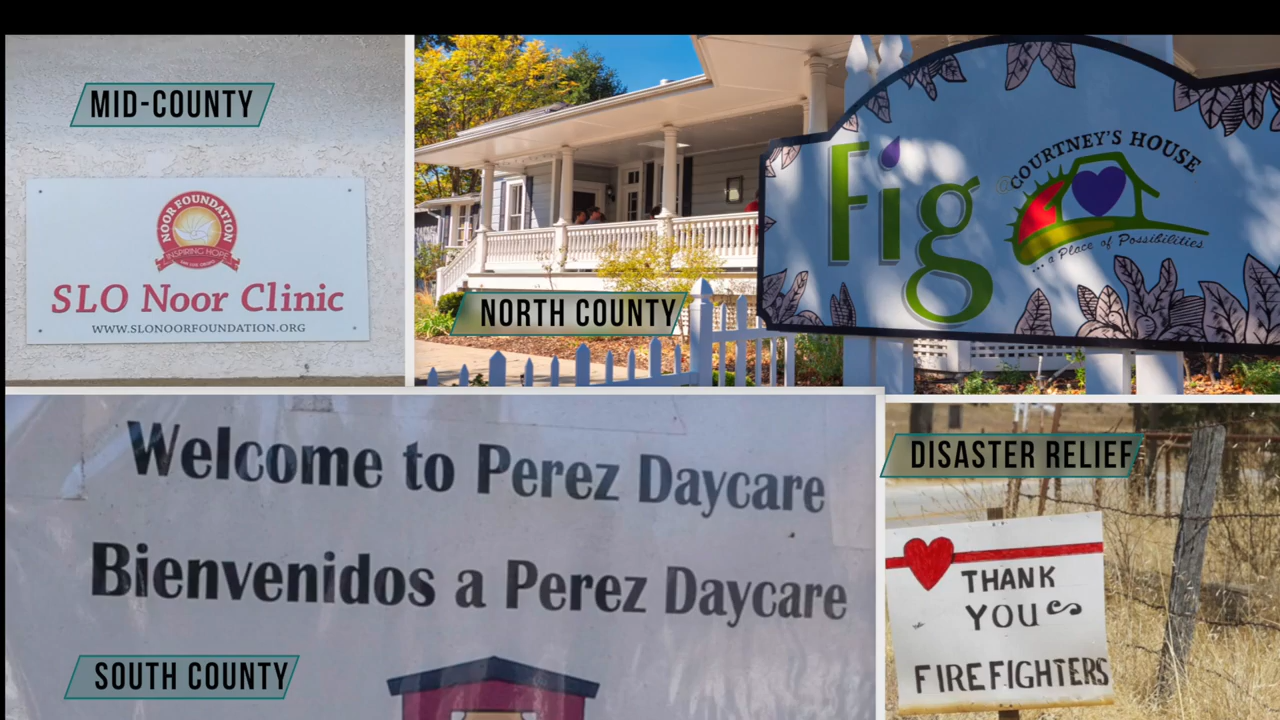 MID-COUNTY
NOOR FOUNDATION
INSPIRING HOPE
SLO Noor Clinic
WWW.SLONOORFOUNDATION.ORG
NORTH COUNTY
Fig
@COURTNEY'S HOUSE
...a Place of Possibilities
Welcome to Perez Daycare
Bienvenidos a Perez Daycare
SOUTH COUNTY
DISASTER RELIEF
THANK
YOU
FIREFIGHTERS